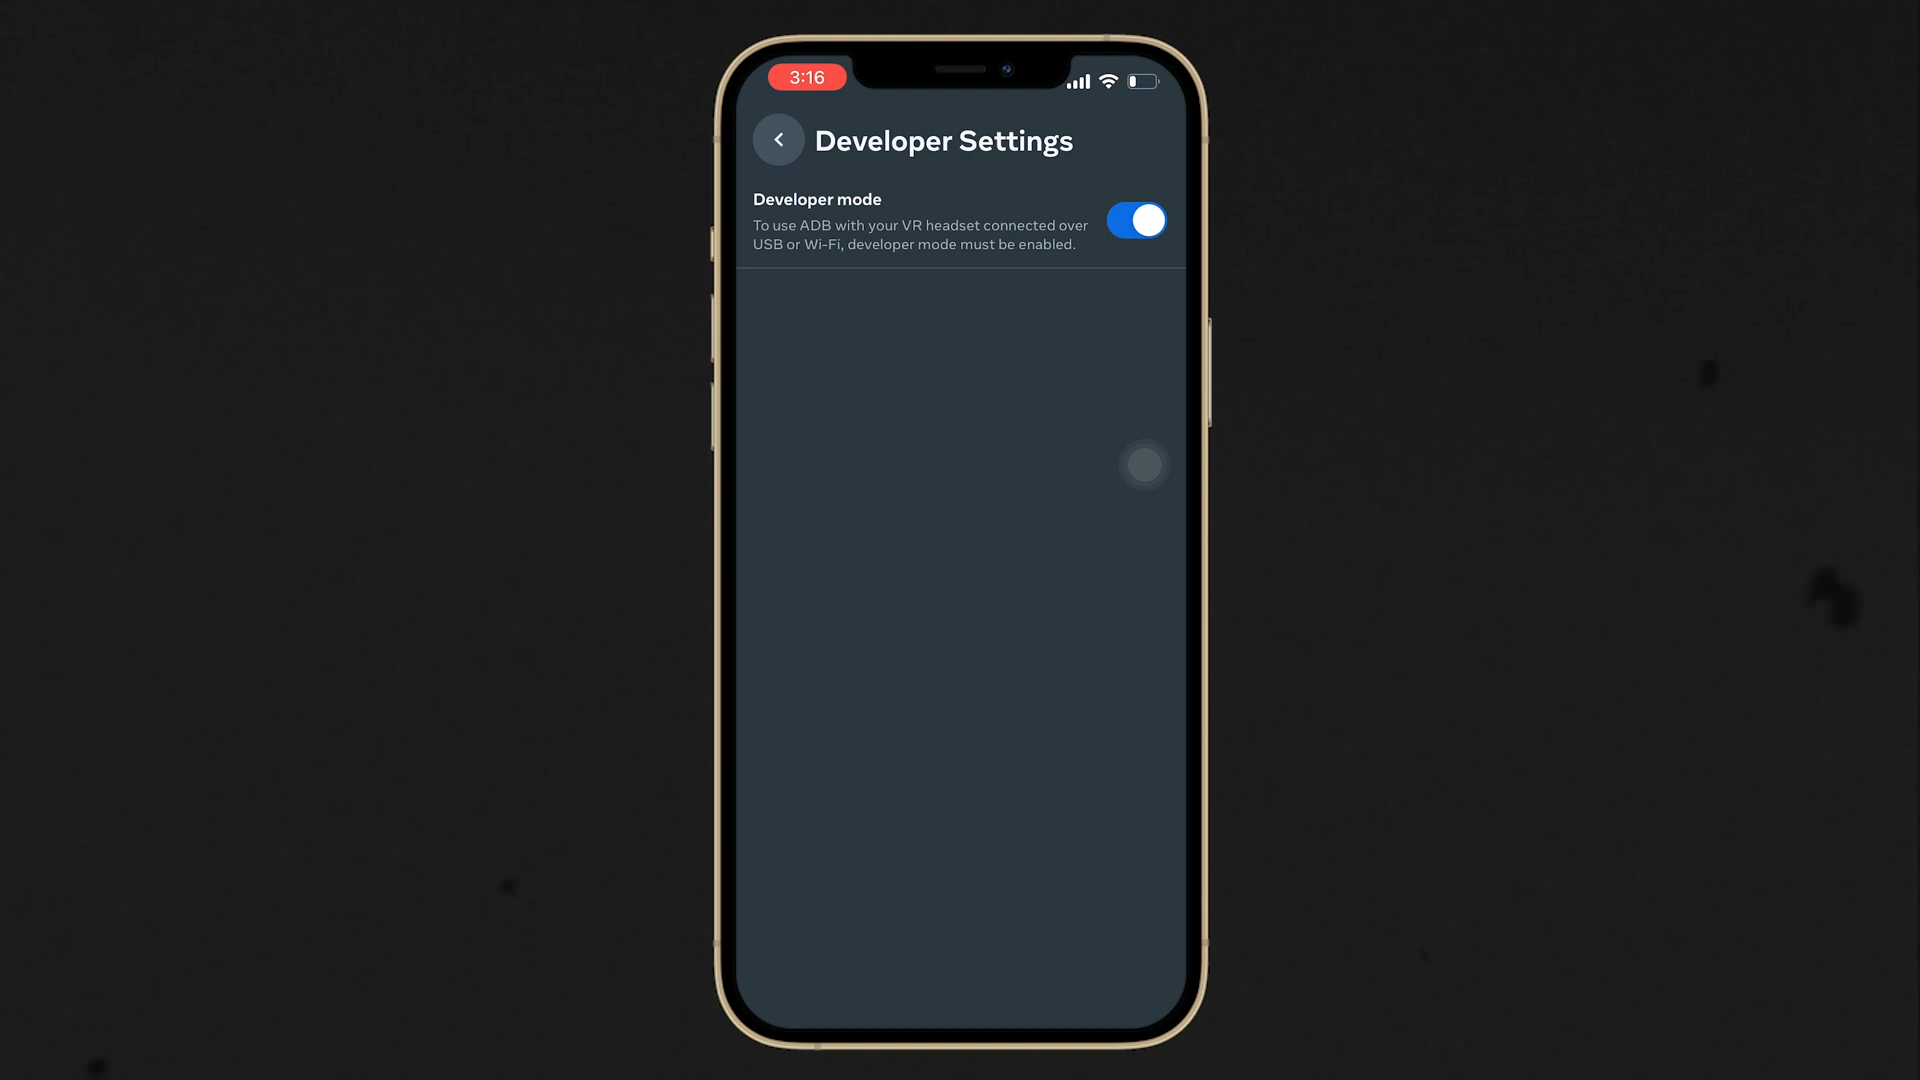 3:16
Developer Settings
Developer mode
To use ADB with your VR headset connected over
USB or Wi-Fi, developer mode must be enabled.